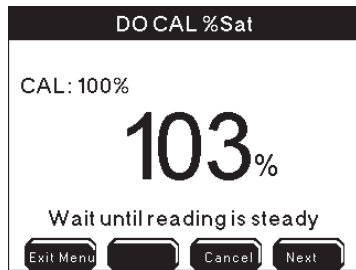 DO CAL %Sat
CAL: 100%
103%
Wait until reading is steady
Exit Menu Cancel Next